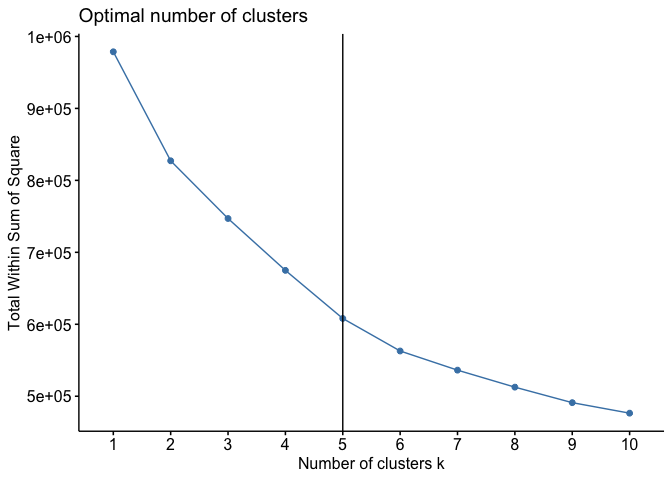 Optimal number of clusters
1e+06
9e+05
8e+05
7e+05
6e+05
5e+05
Total Within Sum of Square
1 2 3 4 5 6 7 8 9 10
Number of clusters k